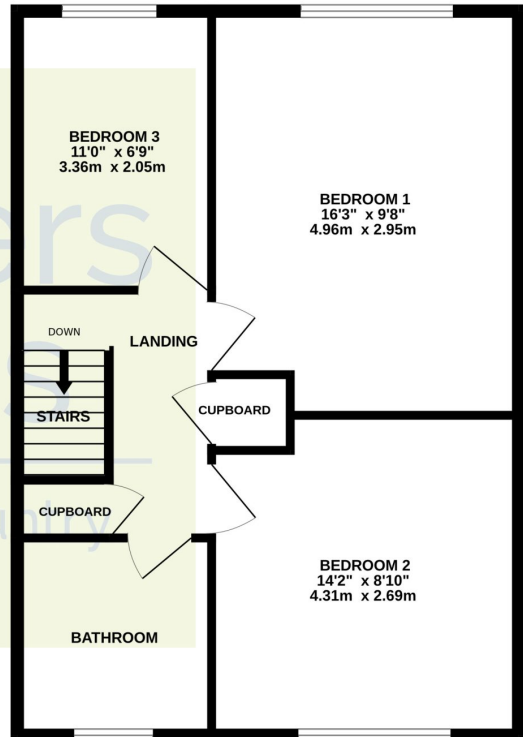 BEDROOM 3
11'0" x 6'9"
3.36m x 2.05m
BEDROOM 1
16'3" x 9'8"
4.96m x 2.95m
DOWN
LANDING
CUPBOARD
STAIRS
CUPBOARD
BEDROOM 2
14'2" x 8'10"
4.31m x 2.69m
BATHROOM